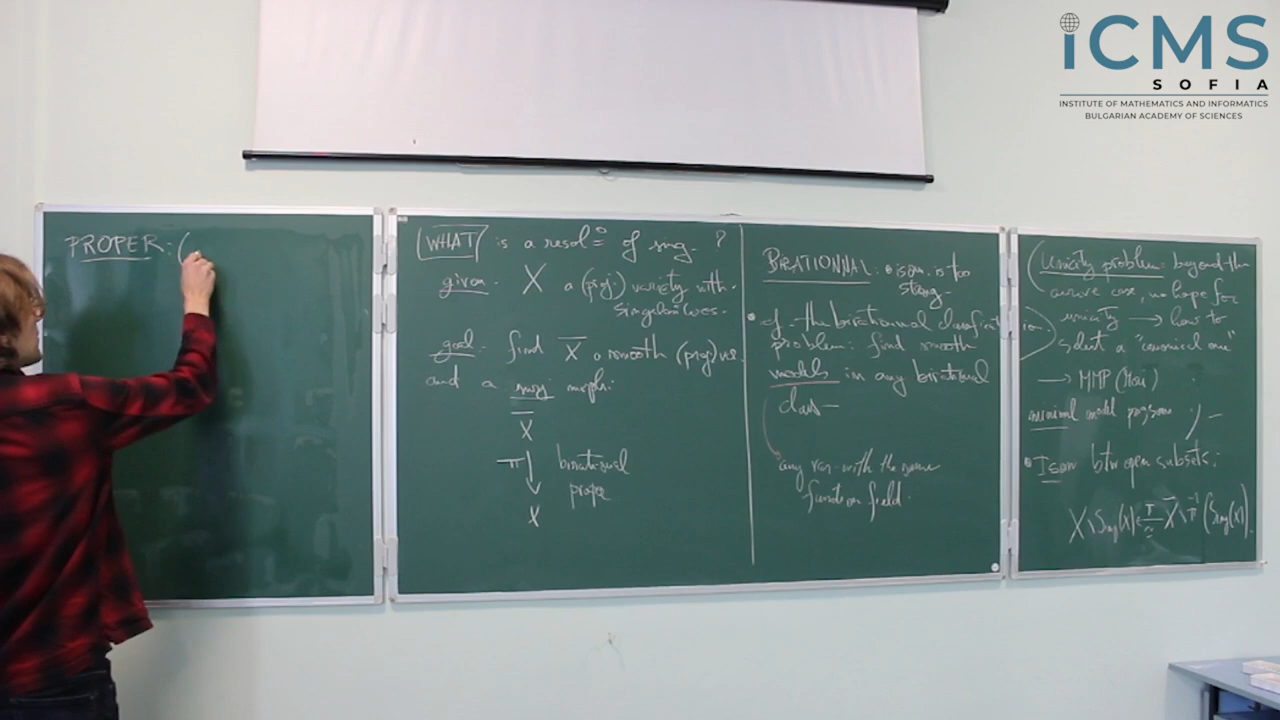 iCMS
SOFIA
INSTITUTE OF MATHEMATICS AND INFORMATICS
BULGARIAN ACADEMY OF SCIENCES
PROPER: (
WHAT is a resol° of sing. ?
given. X a (proj) variety with
singularities.
goal. find X̅ a smooth (proj) var.
and a surj morph:
X̅
π ↓ birational
proper
X
BIRATIONNAL: • isom. is too
strong.
• of the birational classification
problem: find smooth
models in any birational
class
any var. with the same
function field.
(Unicity problem: beyond the
curve case, no hope for
unicity → how to
select a "canonical one"
→ MMP (Mori)
minimal model program )
• Isom btw open subsets:
X \ Sing(X) ←π≃ X̅ \ π⁻¹(Sing(X)).